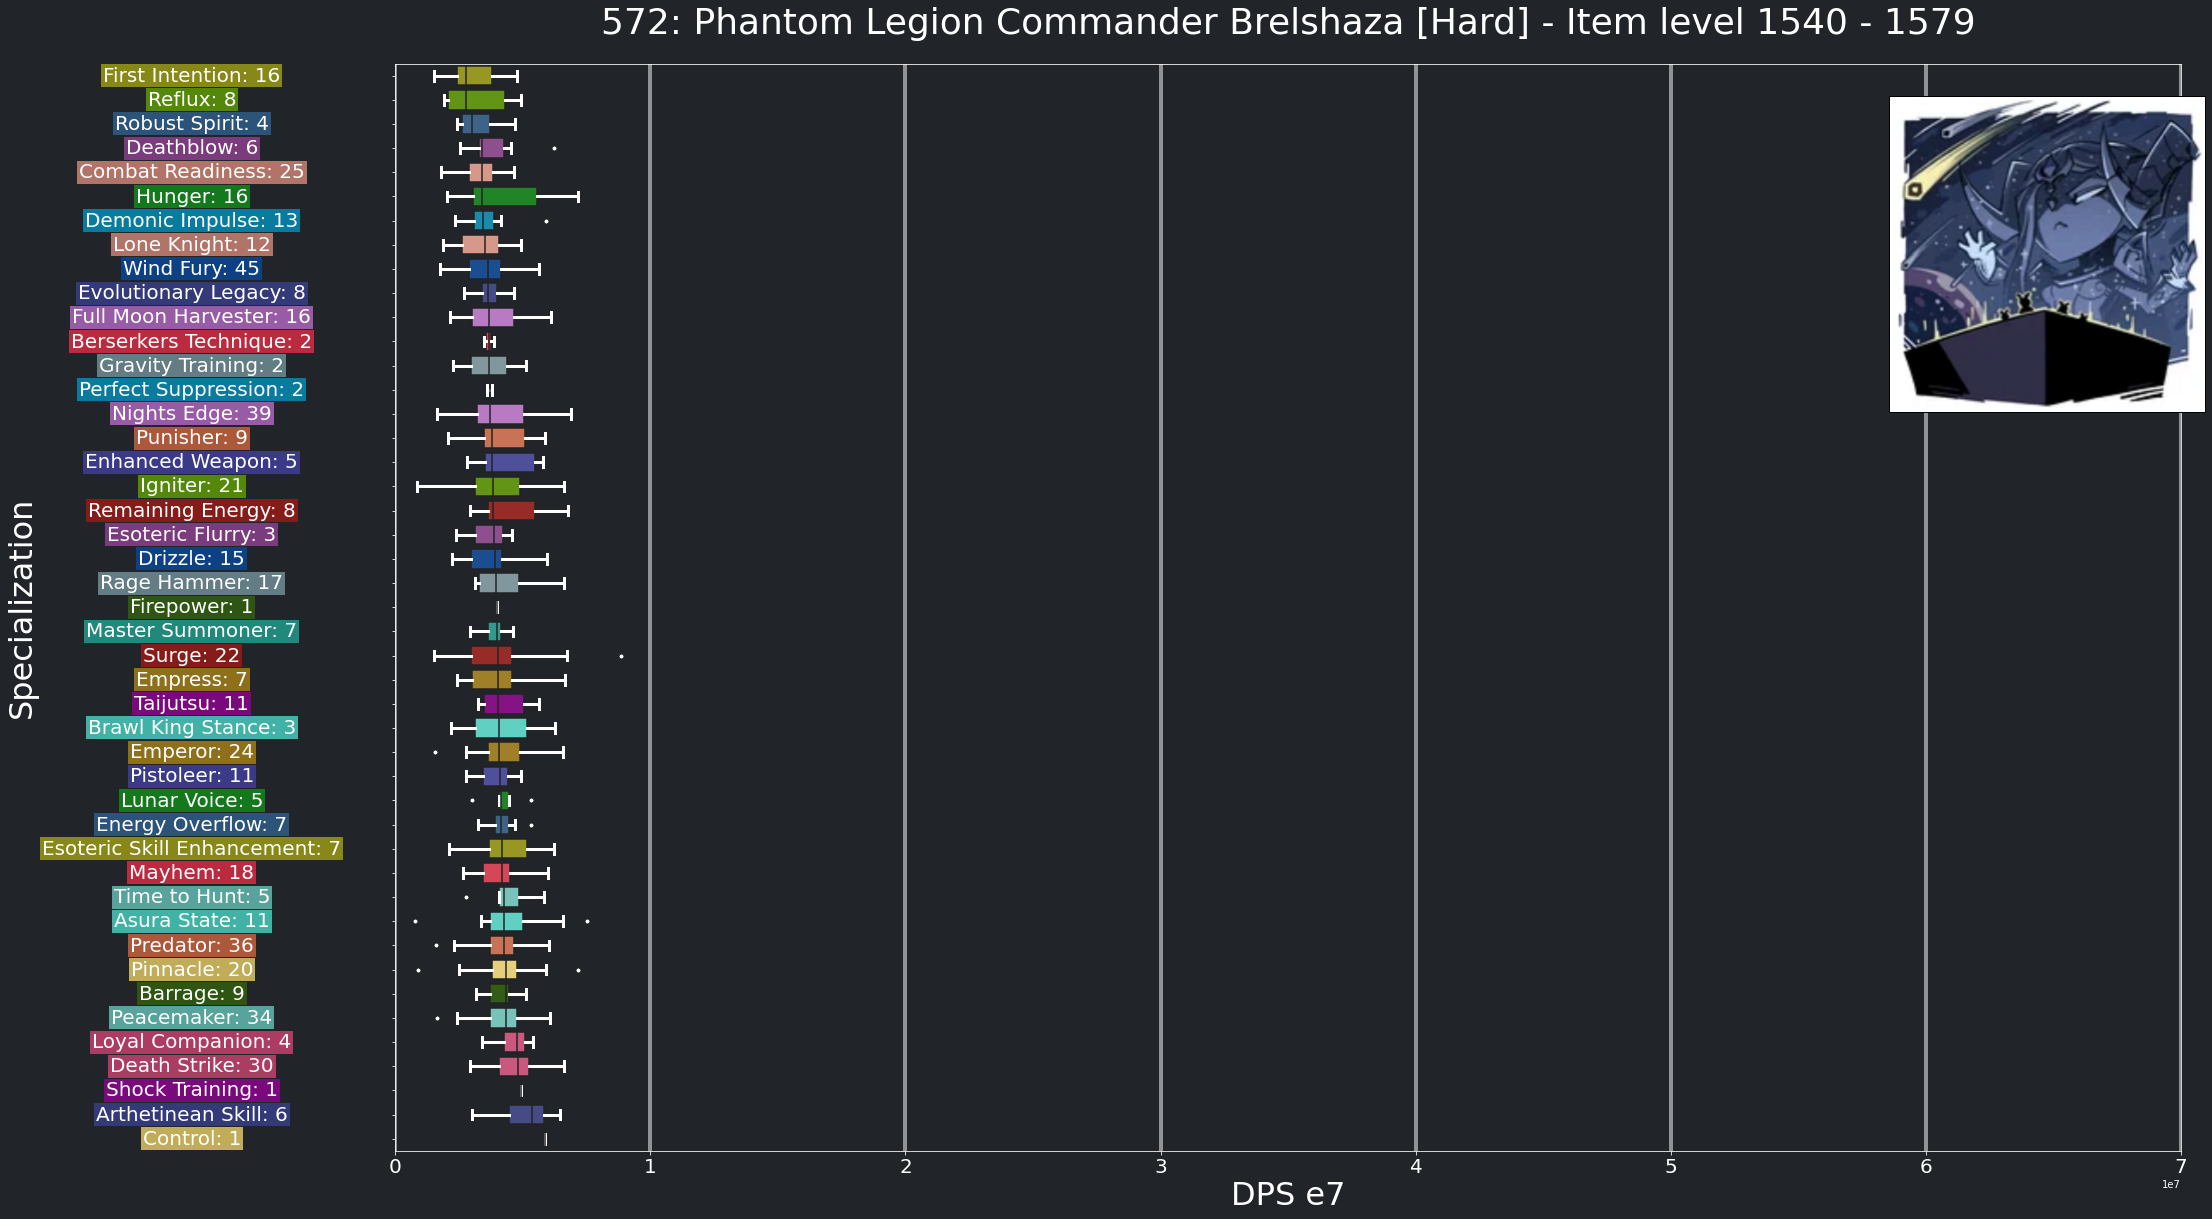 572: Phantom Legion Commander Brelshaza [Hard] - Item level 1540 - 1579
Specialization
First Intention: 16
Reflux: 8
Robust Spirit: 4
Deathblow: 6
Combat Readiness: 25
Hunger: 16
Demonic Impulse: 13
Lone Knight: 12
Wind Fury: 45
Evolutionary Legacy: 8
Full Moon Harvester: 16
Berserkers Technique: 2
Gravity Training: 2
Perfect Suppression: 2
Nights Edge: 39
Punisher: 9
Enhanced Weapon: 5
Igniter: 21
Remaining Energy: 8
Esoteric Flurry: 3
Drizzle: 15
Rage Hammer: 17
Firepower: 1
Master Summoner: 7
Surge: 22
Empress: 7
Taijutsu: 11
Brawl King Stance: 3
Emperor: 24
Pistoleer: 11
Lunar Voice: 5
Energy Overflow: 7
Esoteric Skill Enhancement: 7
Mayhem: 18
Time to Hunt: 5
Asura State: 11
Predator: 36
Pinnacle: 20
Barrage: 9
Peacemaker: 34
Loyal Companion: 4
Death Strike: 30
Shock Training: 1
Arthetinean Skill: 6
Control: 1
0 1 2 3 4 5 6 7
1e7
DPS e7